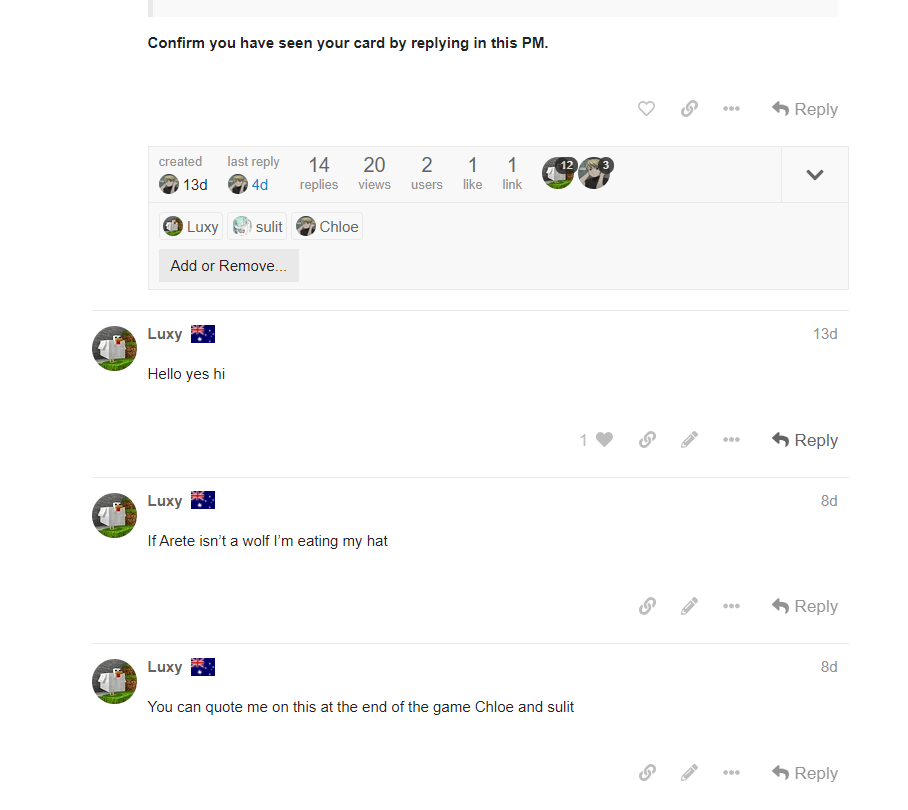 Confirm you have seen your card by replying in this PM.
Reply
created last reply 14 20 2 1 1 12 3
13d 4d replies views users like link
Luxy sulit Chloe
Add or Remove...
Luxy 13d
Hello yes hi
1 Reply
Luxy 8d
If Arete isn’t a wolf I’m eating my hat
Reply
Luxy 8d
You can quote me on this at the end of the game Chloe and sulit
Reply